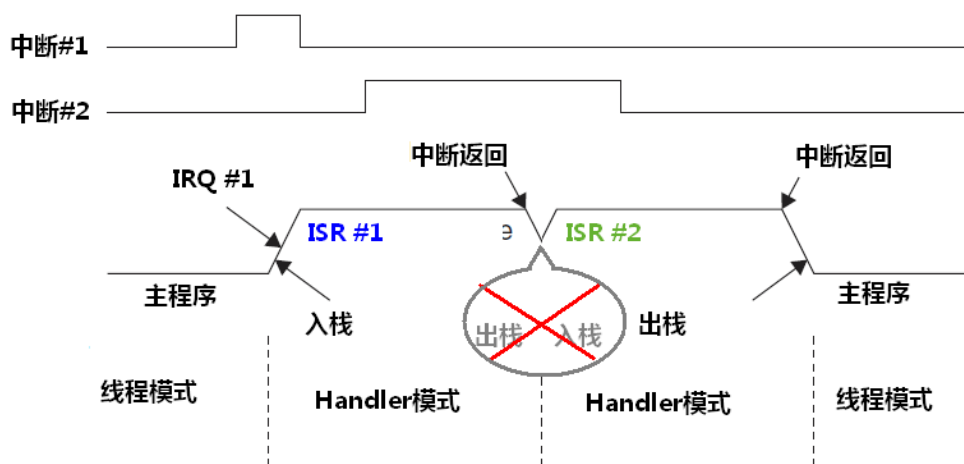 中断#1
中断#2
中断返回
中断返回
IRQ #1
ISR #1
e
ISR #2
主程序
入栈
出栈 入栈
出栈
主程序
线程模式
Handler模式
Handler模式
线程模式